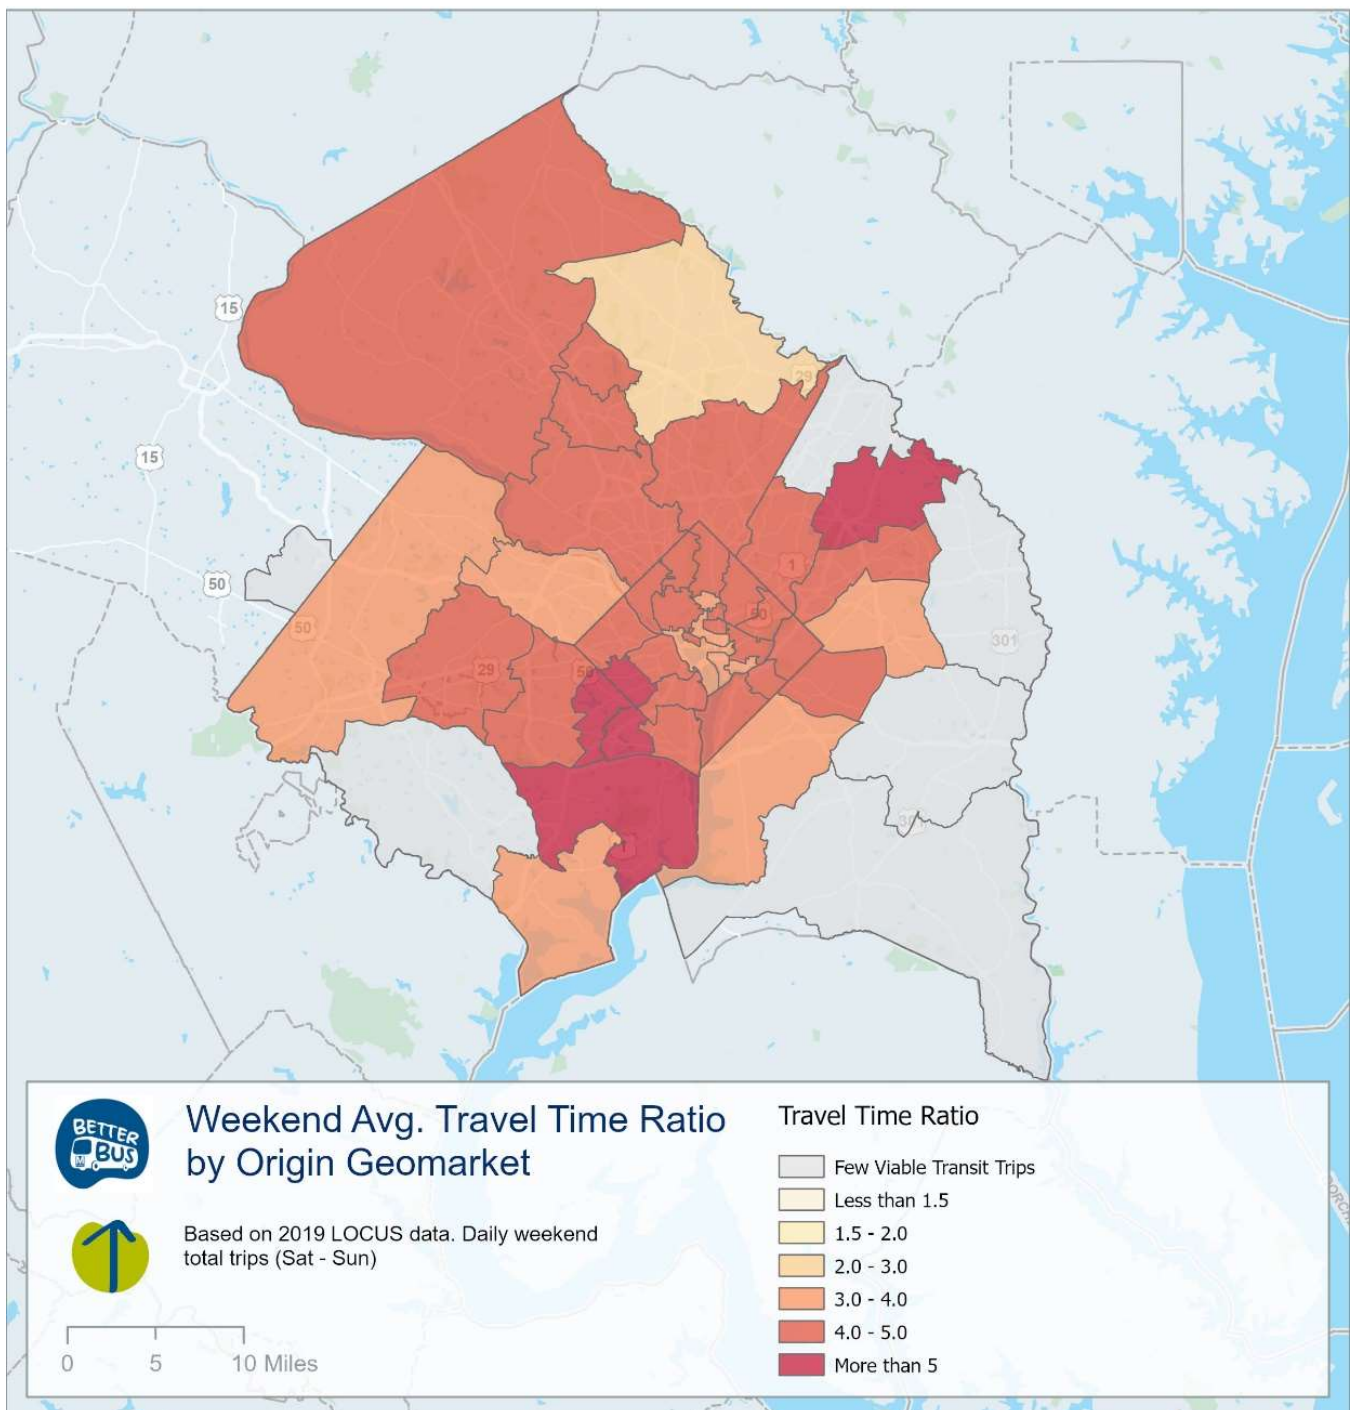 15
29
15
1
50
50
50
301
29
50
301
1
BETTER
BUS
M
Weekend Avg. Travel Time Ratio
by Origin Geomarket
Based on 2019 LOCUS data. Daily weekend
total trips (Sat - Sun)
0 5 10 Miles
Travel Time Ratio
Few Viable Transit Trips
Less than 1.5
1.5 - 2.0
2.0 - 3.0
3.0 - 4.0
4.0 - 5.0
More than 5